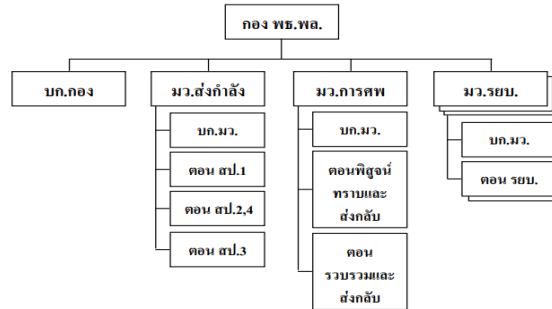 กอง พธ.พล.
บก.กอง
มว.ส่งกำลัง
มว.การศพ
มว.รยบ.
บก.มว.
ตอน สป.1
ตอน สป.2,4
ตอน สป.3
บก.มว.
ตอนพิสูจน์
ทราบและ
ส่งกลับ
ตอน
รวบรวมและ
ส่งกลับ
บก.มว.
ตอน รยบ.